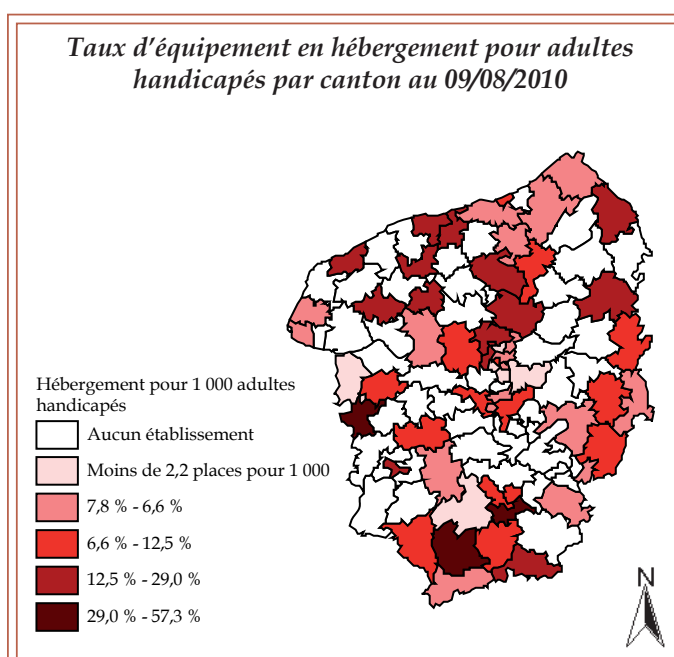 Taux d'équipement en hébergement pour adultes
handicapés par canton au 09/08/2010
Hébergement pour 1 000 adultes
handicapés
Aucun établissement
Moins de 2,2 places pour 1 000
7,8 % - 6,6 %
6,6 % - 12,5 %
12,5 % - 29,0 %
29,0 % - 57,3 %
N